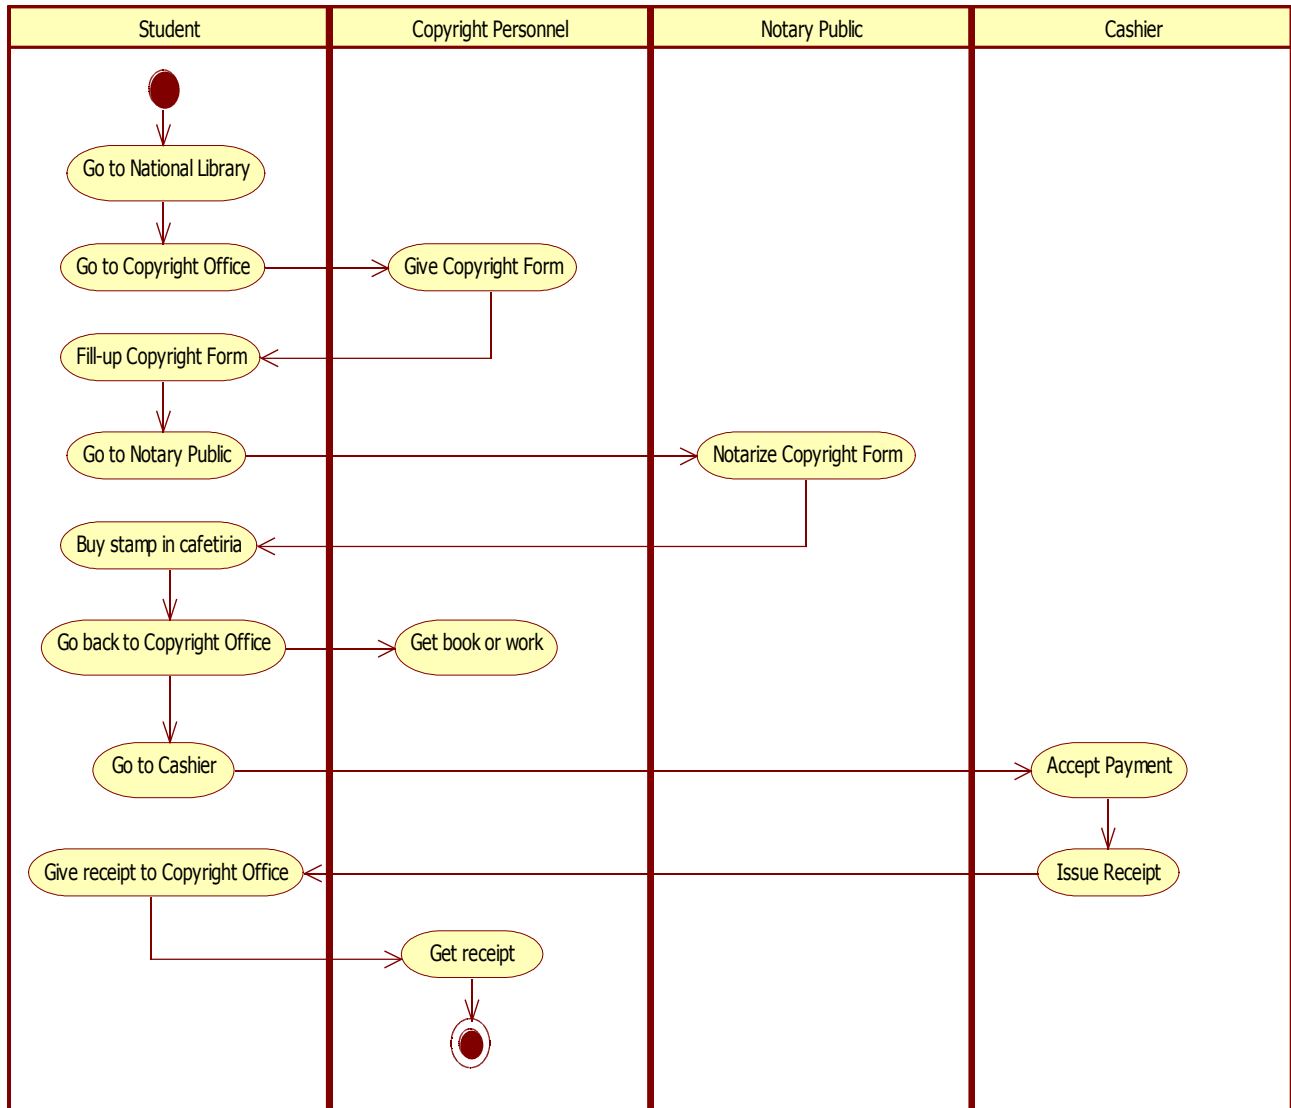 Student
Copyright Personnel
Notary Public
Cashier
Go to National Library
Go to Copyright Office
Give Copyright Form
Fill-up Copyright Form
Go to Notary Public
Notarize Copyright Form
Buy stamp in cafetiria
Go back to Copyright Office
Get book or work
Go to Cashier
Accept Payment
Give receipt to Copyright Office
Issue Receipt
Get receipt